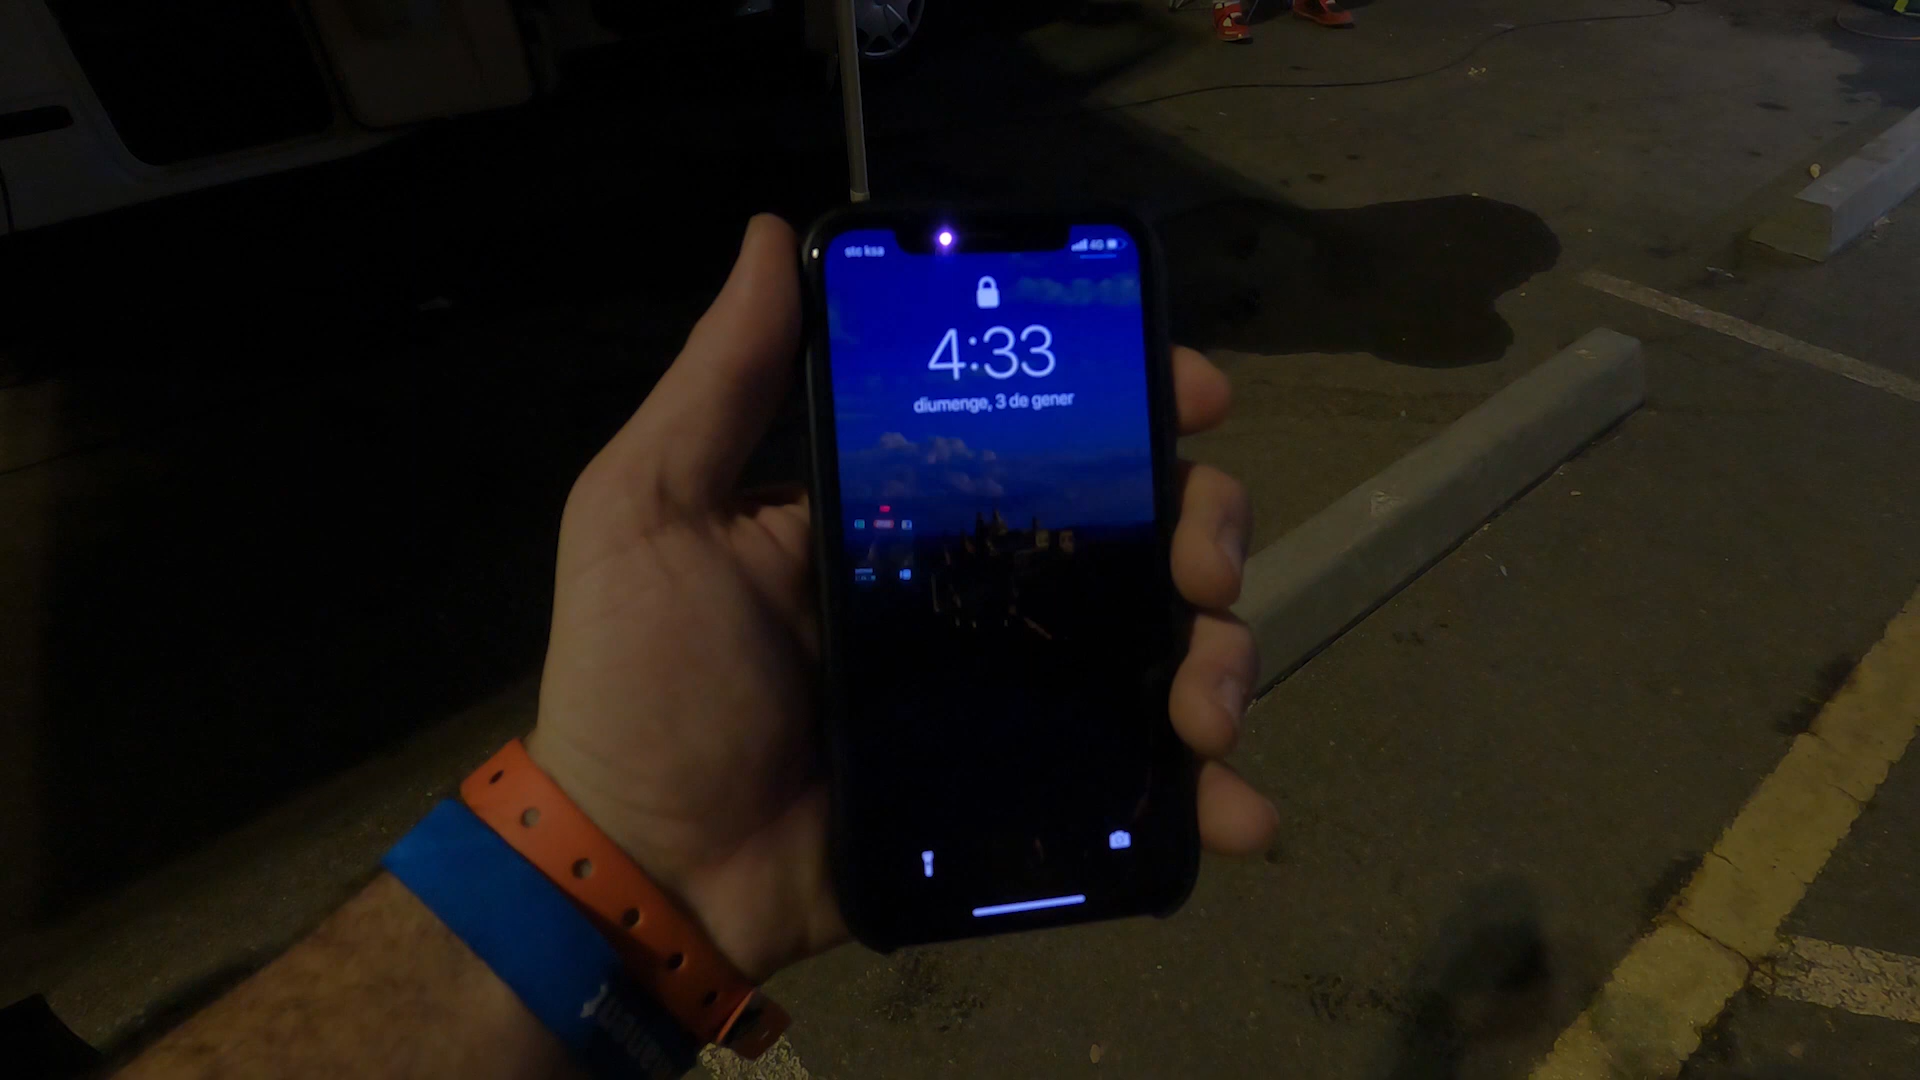 stc ksa
4G
4:33
diumenge, 3 de gener